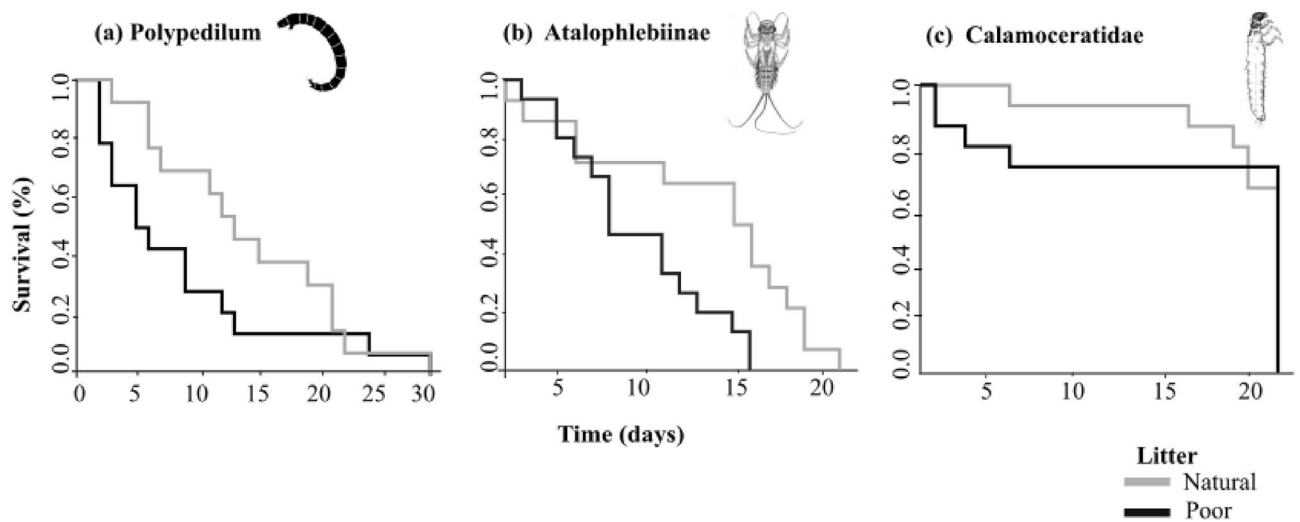 (a) Polypedilum
(b) Atalophlebiinae
(c) Calamoceratidae
Survival (%)
1.0
0.8
0.6
0.4
0.2
0.0
0 5 10 15 20 25 30
1.0
0.8
0.6
0.4
0.2
0.0
5 10 15 20
1.0
0.8
0.6
0.4
0.2
0.0
5 10 15 20
Time (days)
Litter
Natural
Poor